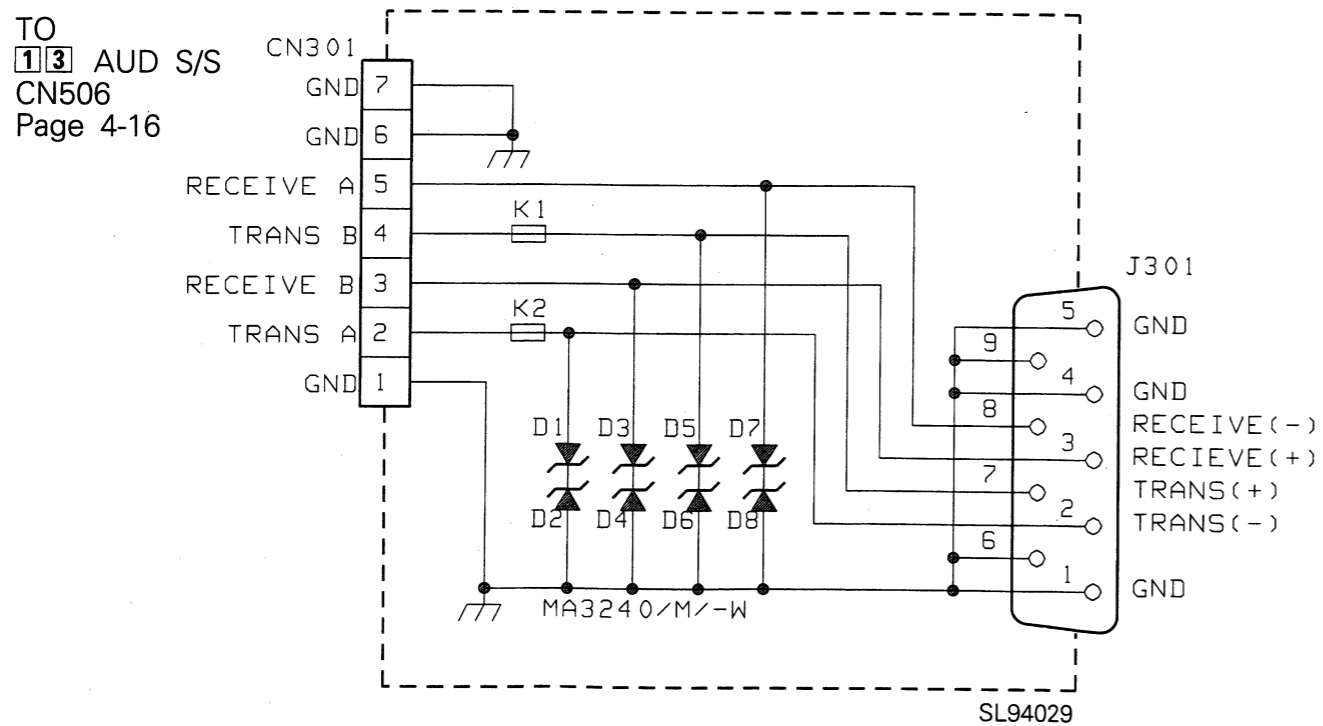 TO
13 AUD S/S
CN506
Page 4-16
CN301
GND 7
GND 6
RECEIVE A 5
TRANS B 4
RECEIVE B 3
TRANS A 2
GND 1
K1
K2
D1 D3 D5 D7
D2 D4 D6 D8
MA3240/M/-W
J301
5 GND
9
4 GND
8 RECEIVE(-)
3 RECIEVE(+)
7 TRANS(+)
2 TRANS(-)
6
1 GND
SL94029